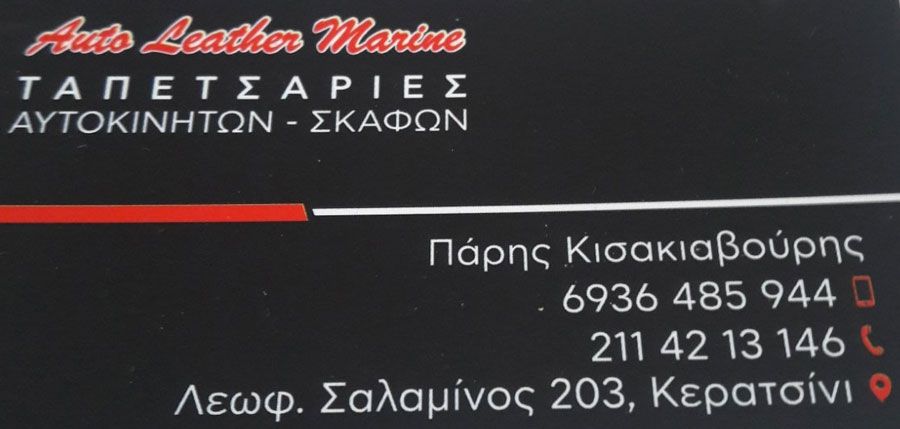 Auto Leather Marine
ΤΑΠΕΤΣΑΡΙΕΣ
ΑΥΤΟΚΙΝΗΤΩΝ - ΣΚΑΦΩΝ
Πάρης Κισακιαβούρης
6936 485 944
211 42 13 146
Λεωφ. Σαλαμίνος 203, Κερατσίνι